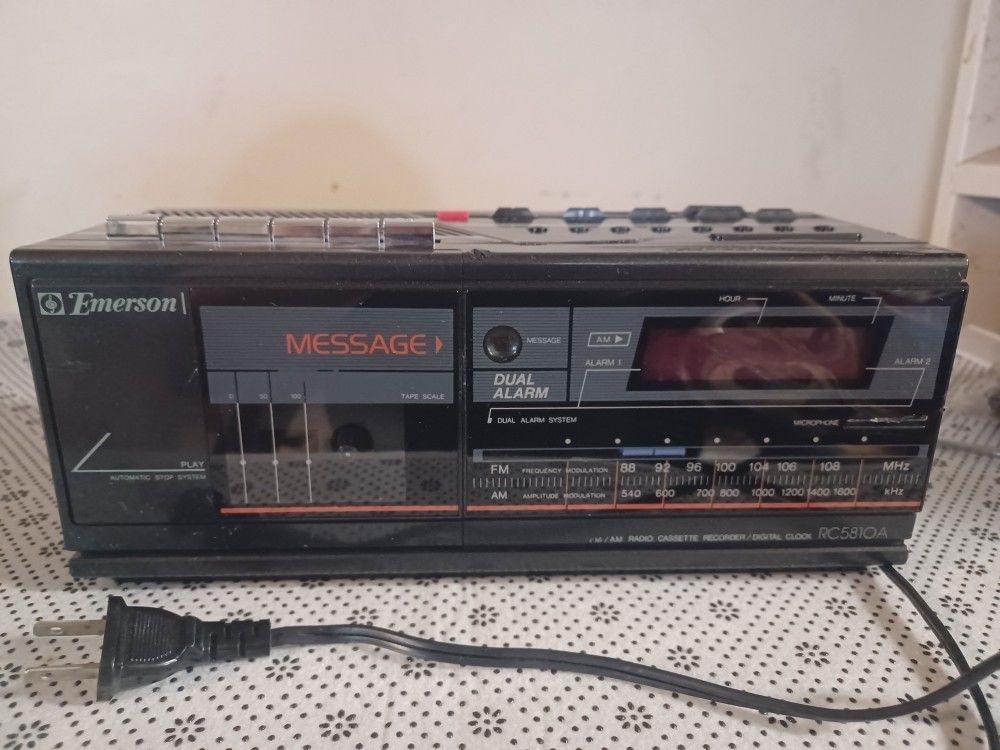 Emerson
MESSAGE
0 50 100
TAPE SCALE
PLAY
AUTOMATIC STOP SYSTEM
MESSAGE
DUAL
ALARM
HOUR MINUTE
AM
ALARM 1 ALARM 2
DUAL ALARM SYSTEM
MICROPHONE
FM FREQUENCY MODULATION 88 92 96 100 104 106 108 MHz
AM AMPLITUDE MODULATION 540 600 700 800 1000 1200 1400 1600 kHz
FM/AM RADIO CASSETTE RECORDER/DIGITAL CLOCK RC5810A